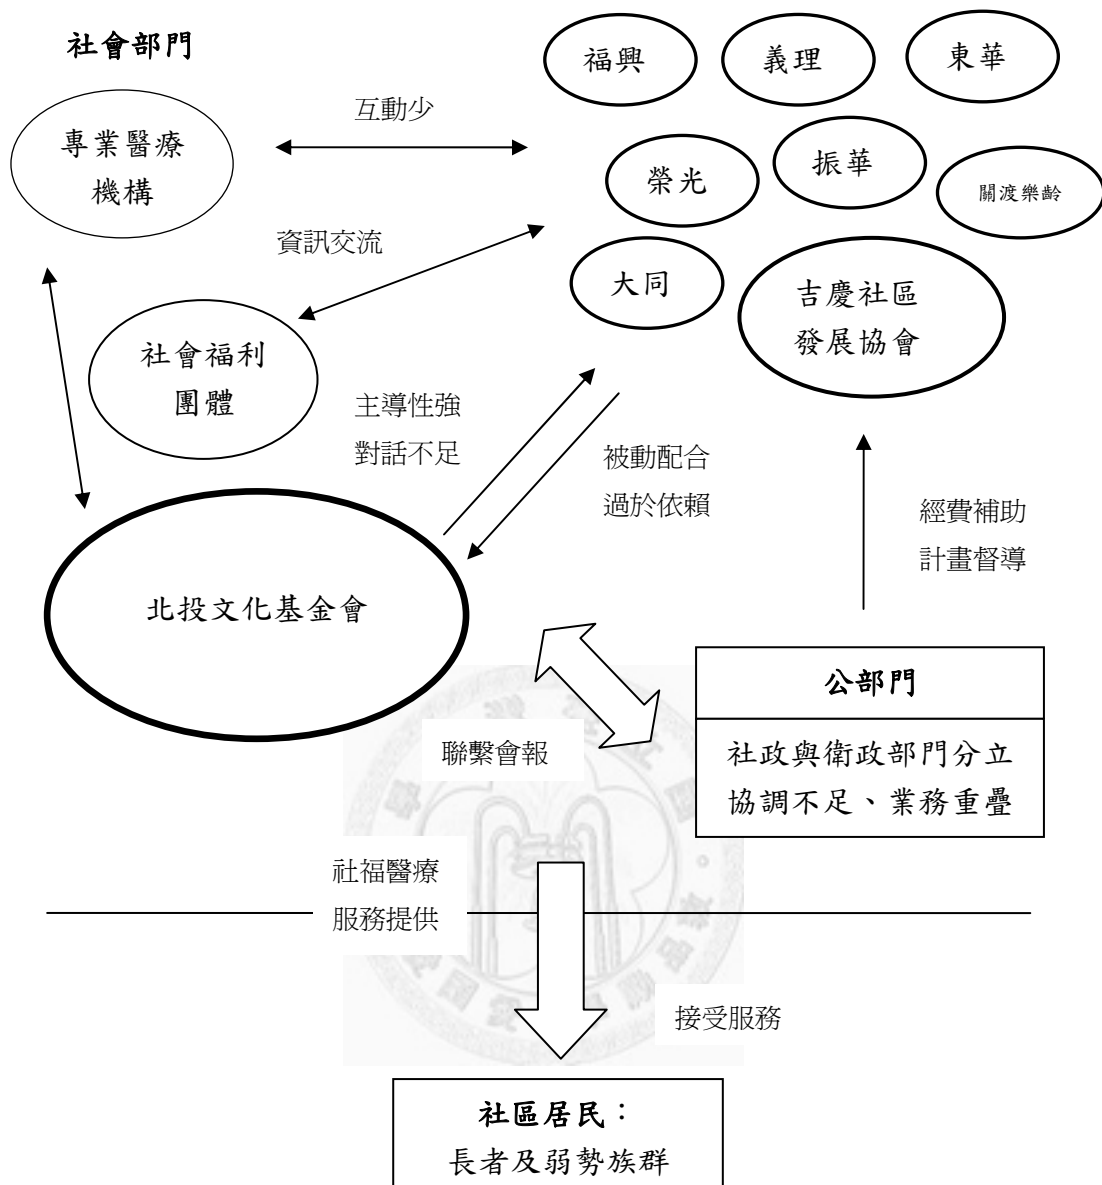 社會部門
福興
義理
東華
專業醫療
機構
互動少
榮光
振華
關渡樂齡
資訊交流
大同
吉慶社區
發展協會
社會福利
團體
主導性強
對話不足
被動配合
過於依賴
經費補助
計畫督導
北投文化基金會
公部門
社政與衛政部門分立
協調不足、業務重疊
聯繫會報
社福醫療
服務提供
接受服務
社區居民：
長者及弱勢族群